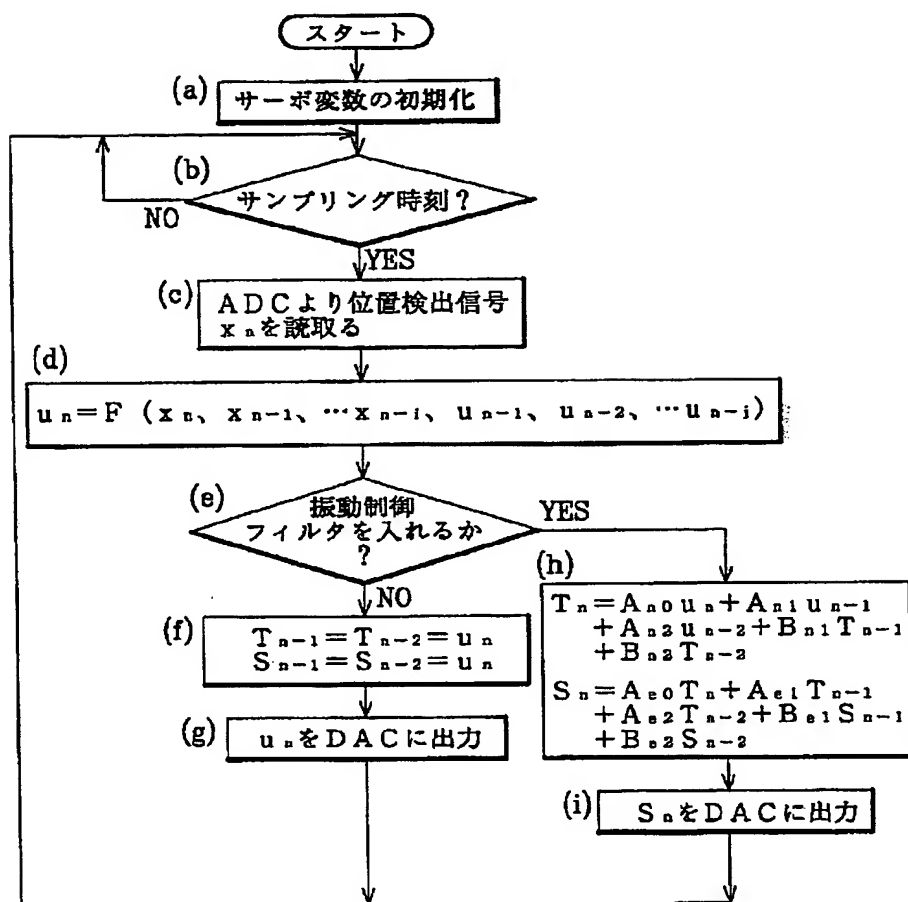 スタート
(a)
サーボ変数の初期化
(b)
サンプリング時刻?
NO
YES
(c)
ADCより位置検出信号
xnを読取る
(d)
un=F (xn、xn-1、…xn-i、un-1、un-2、…un-j)
(e)
振動制御
フィルタを入れるか
?
YES
NO
(f)
Tn-1=Tn-2=un
Sn-1=Sn-2=un
(g)
unをDACに出力
(h)
Tn=An0un+An1un-1
+An2un-2+Bn1Tn-1
+Bn2Tn-2
Sn=Ae0Tn+Ae1Tn-1
+Ae2Tn-2+Be1Sn-1
+Be2Sn-2
(i)
SnをDACに出力